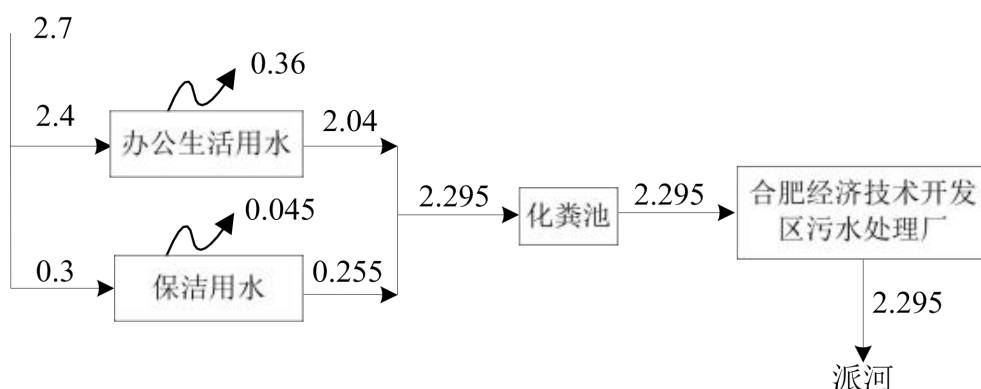 2.7
0.36
2.4
办公生活用水
2.04
0.045
2.295
化粪池
2.295
合肥经济技术开发
区污水处理厂
0.3
保洁用水
0.255
2.295
派河